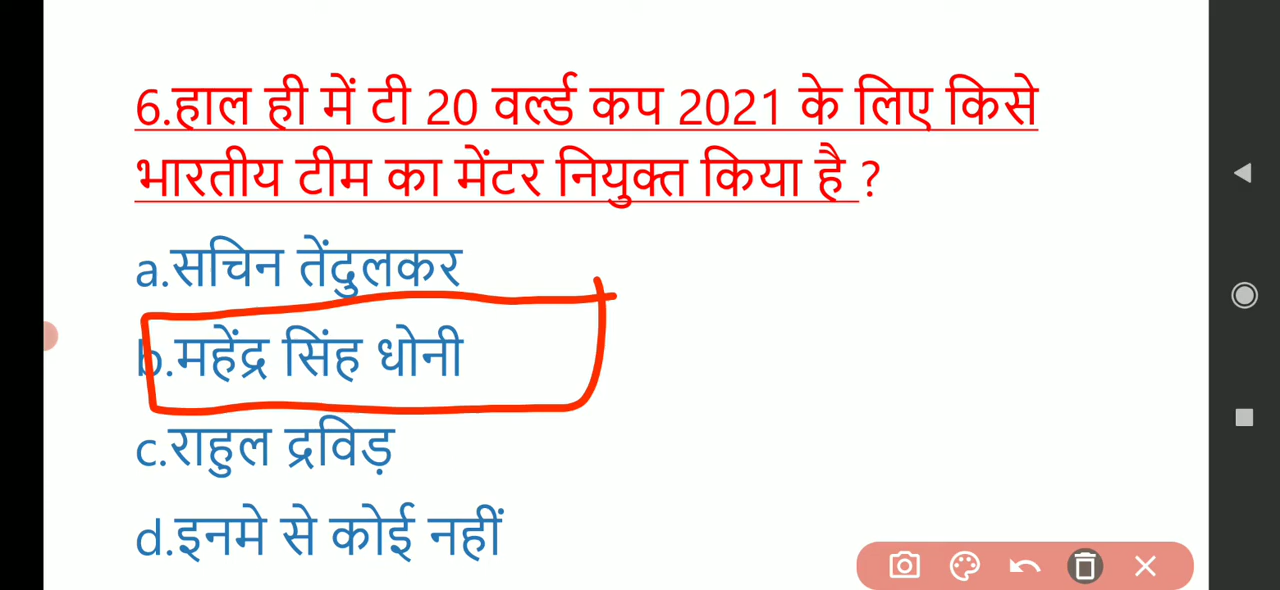 6.हाल ही में टी 20 वर्ल्ड कप 2021 के लिए किसे
भारतीय टीम का मेंटर नियुक्त किया है ?
a.सचिन तेंदुलकर
b.महेंद्र सिंह धोनी
c.राहुल द्रविड़
d.इनमे से कोई नहीं